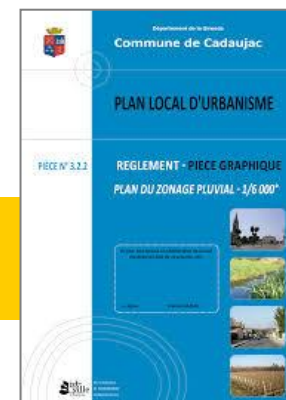 Département de la Gironde
Commune de Cadaujac
PLAN LOCAL D'URBANISME
PIECE N° 3.2.2
REGLEMENT - PIECE GRAPHIQUE
PLAN DU ZONAGE PLUVIAL - 1/6 000°